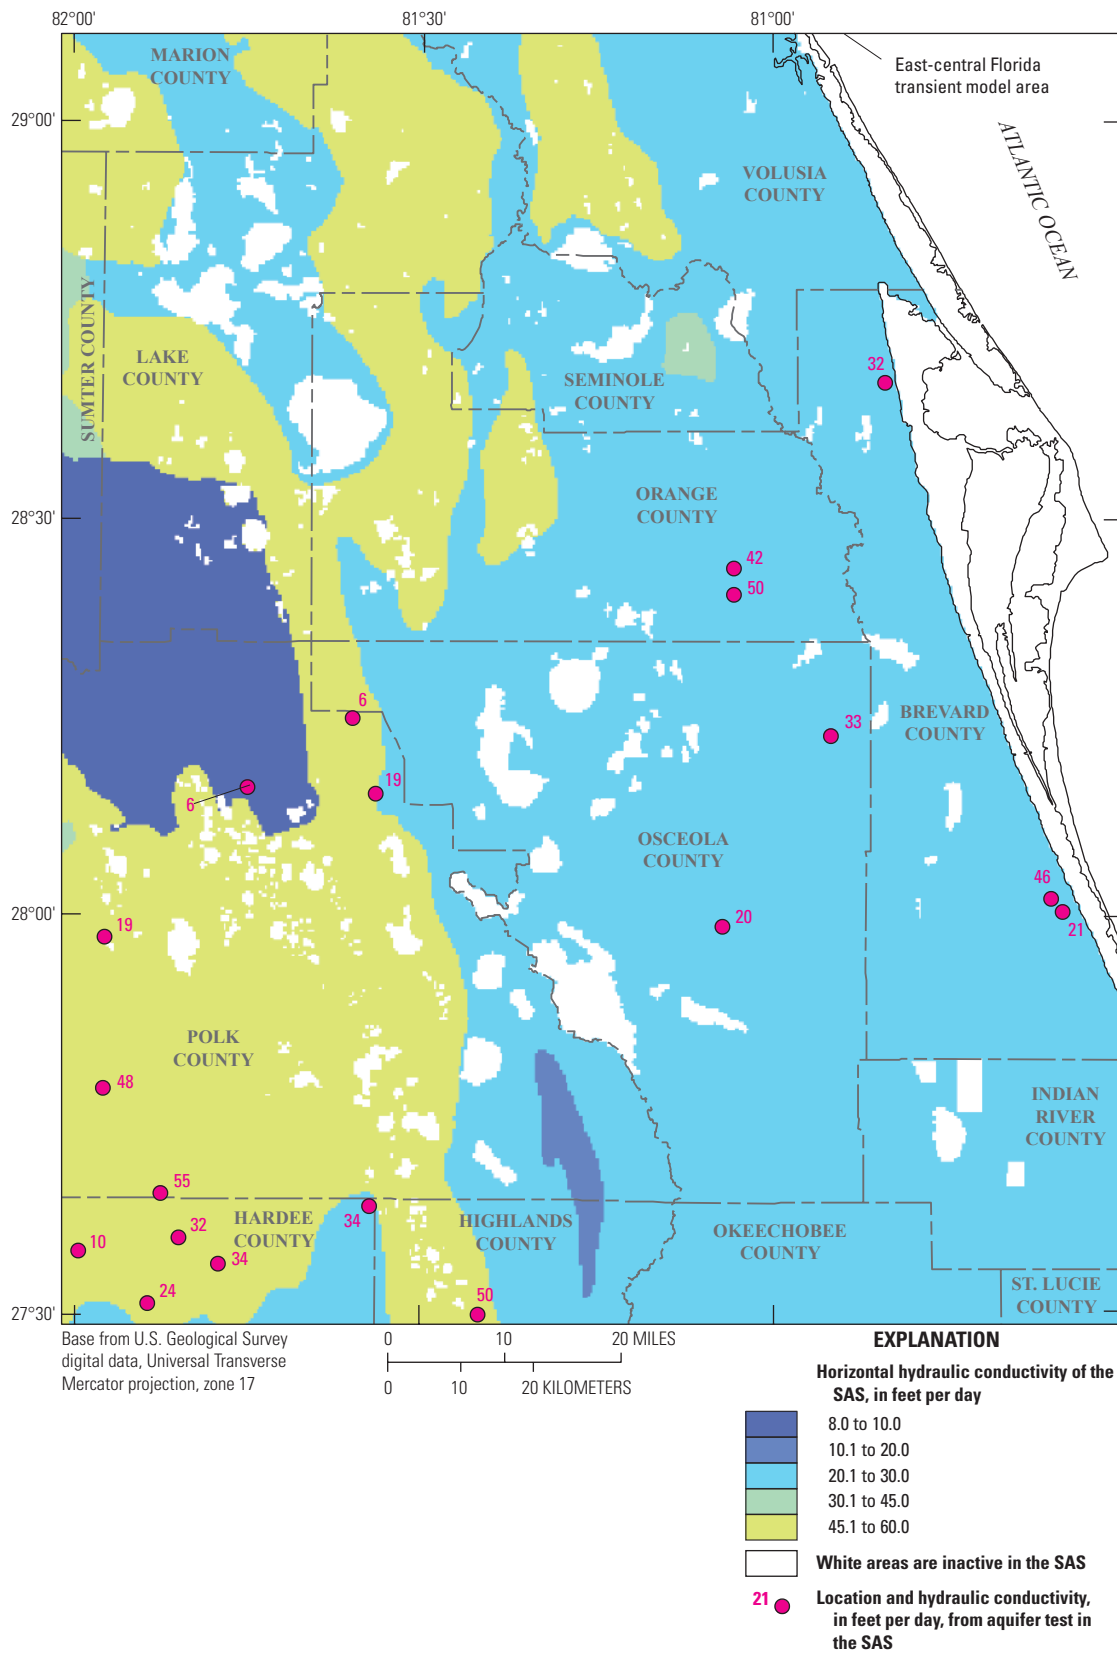 82°00'
81°30'
81°00'
MARION
COUNTY
East-central Florida
transient model area
29°00'
ATLANTIC OCEAN
VOLUSIA
COUNTY
SUMTER COUNTY
LAKE
COUNTY
32
SEMINOLE
COUNTY
28°30'
ORANGE
COUNTY
42
50
6
33
BREVARD
COUNTY
19
6
OSCEOLA
COUNTY
46
28°00'
19
20
21
POLK
COUNTY
48
INDIAN
RIVER
COUNTY
55
32
HARDEE
COUNTY
34
HIGHLANDS
COUNTY
OKEECHOBEE
COUNTY
10
34
24
50
ST. LUCIE
COUNTY
27°30'
Base from U.S. Geological Survey
digital data, Universal Transverse
Mercator projection, zone 17
0 10 20 MILES
0 10 20 KILOMETERS
EXPLANATION
Horizontal hydraulic conductivity of the
SAS, in feet per day
8.0 to 10.0
10.1 to 20.0
20.1 to 30.0
30.1 to 45.0
45.1 to 60.0
White areas are inactive in the SAS
21
Location and hydraulic conductivity,
in feet per day, from aquifer test in
the SAS